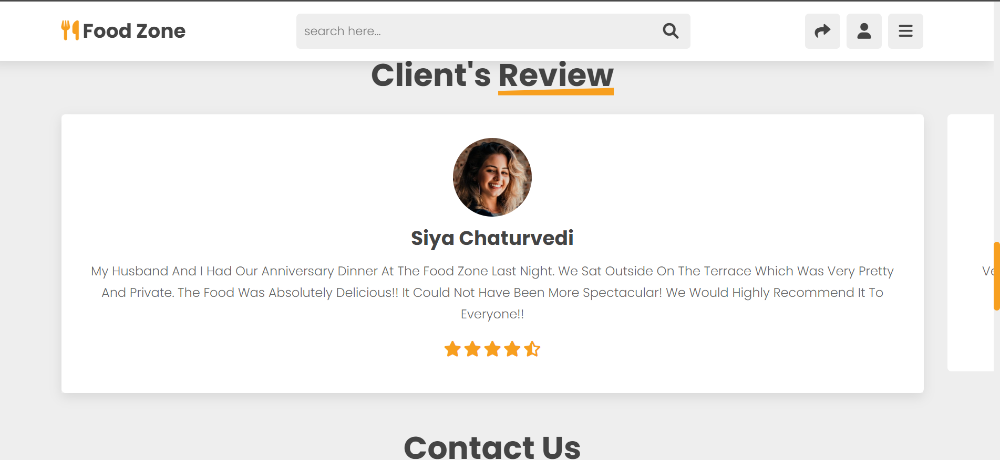 Food Zone
search here...
Client's Review
Siya Chaturvedi
My Husband And I Had Our Anniversary Dinner At The Food Zone Last Night. We Sat Outside On The Terrace Which Was Very Pretty
And Private. The Food Was Absolutely Delicious!! It Could Not Have Been More Spectacular! We Would Highly Recommend It To
Everyone!!
Contact Us